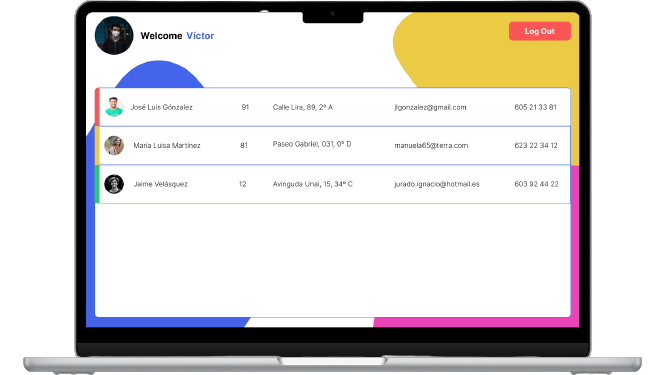 Welcome Víctor
Log Out
José Luis Gónzalez 91 Calle Lira, 89, 2º A jlgonzalez@gmail.com 605 21 33 81
Maria Luisa Martínez 81 Paseo Gabriel, 031, 0º D manuela65@terra.com 623 22 34 12
Jaime Velásquez 12 Avinguda Unai, 15, 34º C jurado.ignacio@hotmail.es 603 92 44 22